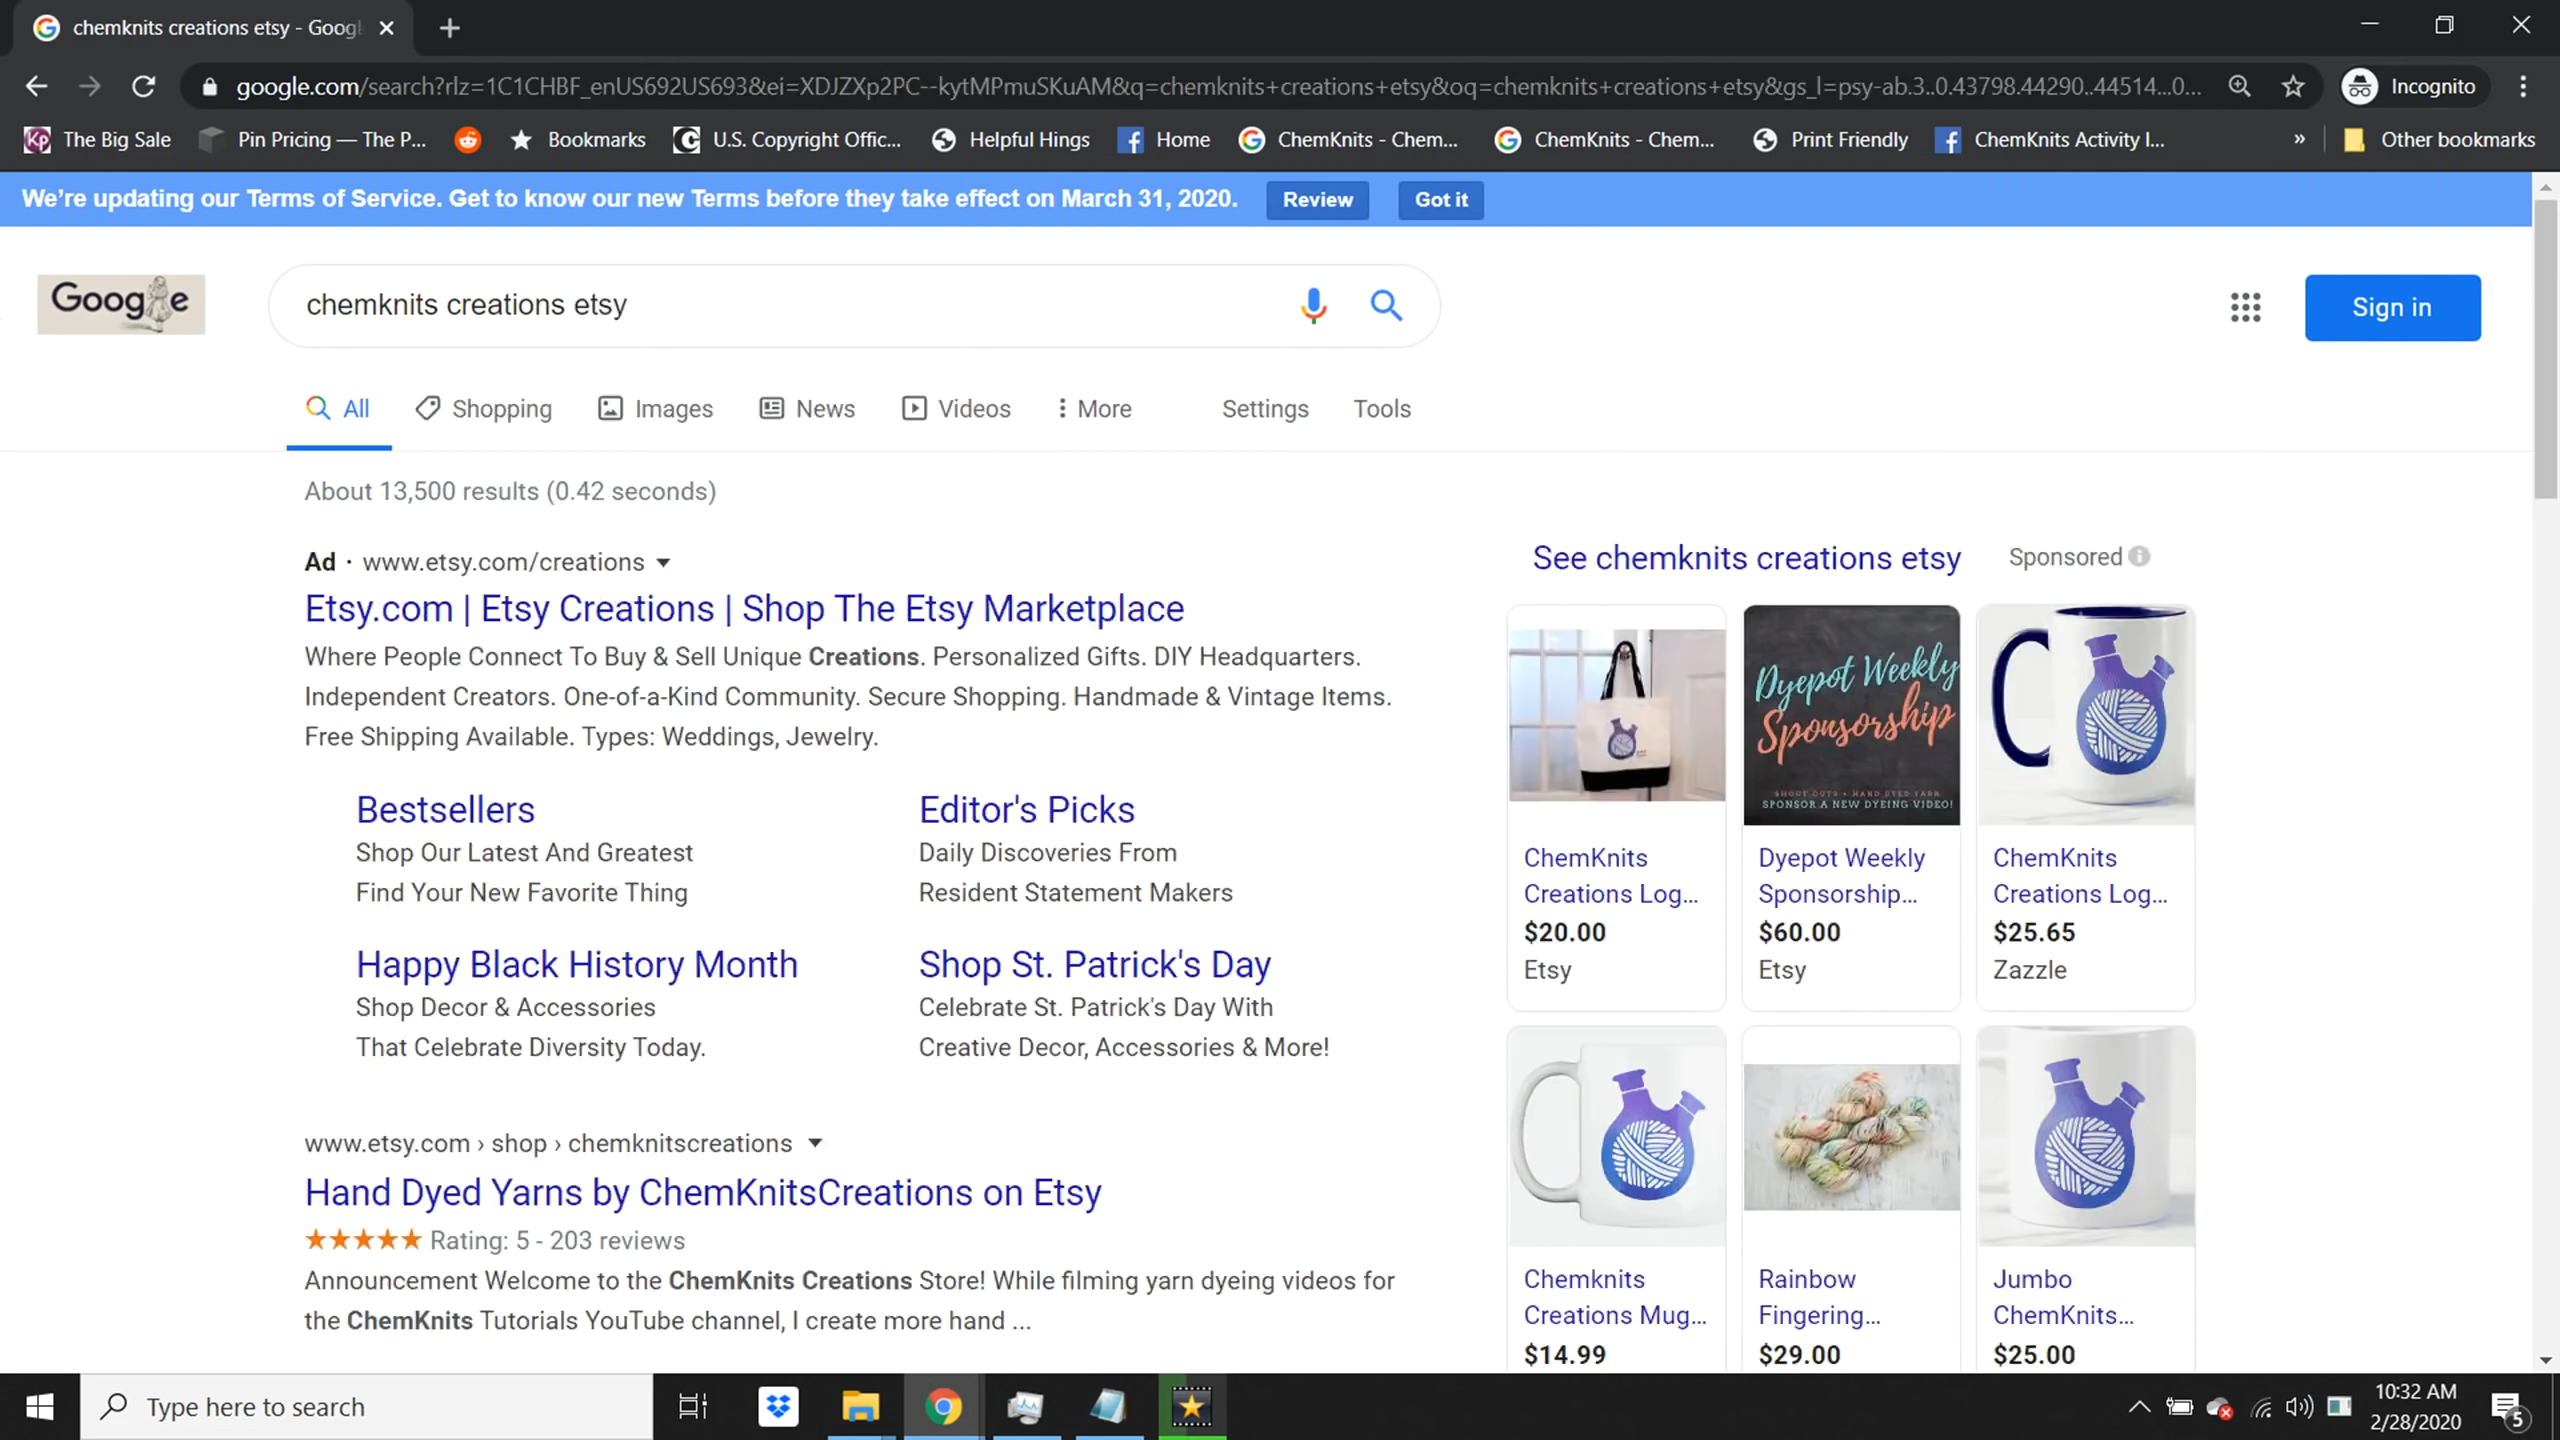 chemknits creations etsy - Googl
google.com/search?rlz=1C1CHBF_enUS692US693&ei=XDJZXp2PC--kytMPmuSKuAM&q=chemknits+creations+etsy&oq=chemknits+creations+etsy&gs_l=psy-ab.3..0.43798.44290..44514...0...
Incognito
The Big Sale
Pin Pricing — The P...
Bookmarks
U.S. Copyright Offic...
Helpful Hings
Home
ChemKnits - Chem...
ChemKnits - Chem...
Print Friendly
ChemKnits Activity I...
»
Other bookmarks
We're updating our Terms of Service. Get to know our new Terms before they take effect on March 31, 2020.
Review
Got it
Google
chemknits creations etsy
Sign in
All
Shopping
Images
News
Videos
More
Settings
Tools
About 13,500 results (0.42 seconds)
Ad · www.etsy.com/creations
Etsy.com | Etsy Creations | Shop The Etsy Marketplace
Where People Connect To Buy & Sell Unique Creations. Personalized Gifts. DIY Headquarters.
Independent Creators. One-of-a-Kind Community. Secure Shopping. Handmade & Vintage Items.
Free Shipping Available. Types: Weddings, Jewelry.
Bestsellers
Shop Our Latest And Greatest
Find Your New Favorite Thing
Editor's Picks
Daily Discoveries From
Resident Statement Makers
Happy Black History Month
Shop Decor & Accessories
That Celebrate Diversity Today.
Shop St. Patrick's Day
Celebrate St. Patrick's Day With
Creative Decor, Accessories & More!
www.etsy.com › shop › chemknitscreations
Hand Dyed Yarns by ChemKnitsCreations on Etsy
Rating: 5 - 203 reviews
Announcement Welcome to the ChemKnits Creations Store! While filming yarn dyeing videos for
the ChemKnits Tutorials YouTube channel, I create more hand ...
See chemknits creations etsy
Sponsored
ChemKnits
Creations Log...
$20.00
Etsy
Dyepot Weekly
Sponsorship
SHOUT OUTS + HAND DYED YARN
SPONSOR A NEW DYEING VIDEO!
Dyepot Weekly
Sponsorship...
$60.00
Etsy
ChemKnits
Creations Log...
$25.65
Zazzle
Chemknits
Creations Mug...
$14.99
Rainbow
Fingering...
$29.00
Jumbo
ChemKnits...
$25.00
Type here to search
10:32 AM
2/28/2020
5